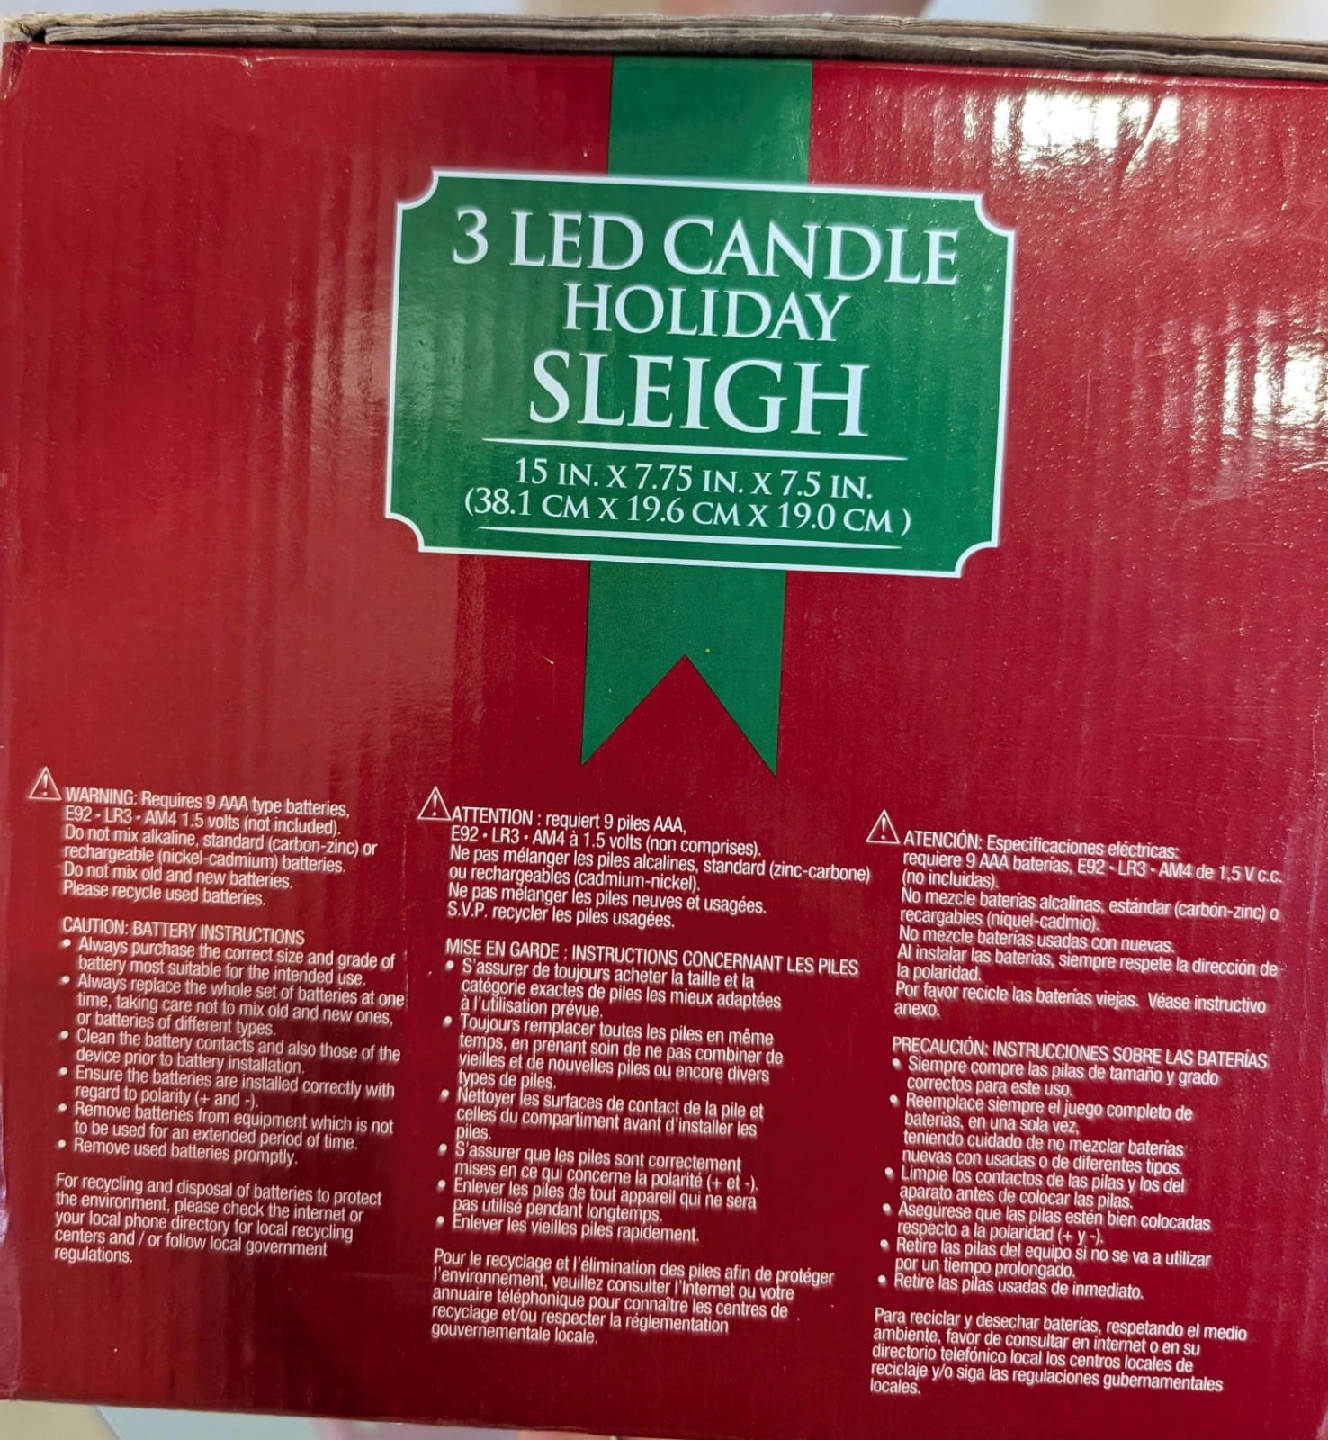 3 LED CANDLE
HOLIDAY
SLEIGH
15 IN. X 7.75 IN. X 7.5 IN.
(38.1 CM X 19.6 CM X 19.0 CM )
WARNING: Requires 9 AAA type batteries,
E92 - LR3 - AM4 1.5 volts (not included).
Do not mix alkaline, standard (carbon-zinc) or
rechargeable (nickel-cadmium) batteries.
Do not mix old and new batteries.
Please recycle used batteries.
CAUTION: BATTERY INSTRUCTIONS
• Always purchase the correct size and grade of
battery most suitable for the intended use.
• Always replace the whole set of batteries at one
time, taking care not to mix old and new ones,
or batteries of different types.
• Clean the battery contacts and also those of the
device prior to battery installation.
• Ensure the batteries are installed correctly with
regard to polarity (+ and -).
• Remove batteries from equipment which is not
to be used for an extended period of time.
• Remove used batteries promptly.
For recycling and disposal of batteries to protect
the environment, please check the internet or
your local phone directory for local recycling
centers and / or follow local government
regulations.
ATTENTION : requiert 9 piles AAA,
E92 • LR3 • AM4 à 1.5 volts (non comprises).
Ne pas mélanger les piles alcalines, standard (zinc-carbone)
ou rechargeables (cadmium-nickel).
Ne pas mélanger les piles neuves et usagées.
S.V.P. recycler les piles usagées.
MISE EN GARDE : INSTRUCTIONS CONCERNANT LES PILES
• S'assurer de toujours acheter la taille et la
catégorie exactes de piles les mieux adaptées
à l'utilisation prévue.
• Toujours remplacer toutes les piles en même
temps, en prenant soin de ne pas combiner de
vieilles et de nouvelles piles ou encore divers
types de piles.
• Nettoyer les surfaces de contact de la pile et
celles du compartiment avant d'installer les
piles.
• S'assurer que les piles sont correctement
mises en ce qui concerne la polarité (+ et -).
• Enlever les piles de tout appareil qui ne sera
pas utilisé pendant longtemps.
• Enlever les vieilles piles rapidement.
Pour le recyclage et l'élimination des piles afin de protéger
l'environnement, veuillez consulter l'Internet ou votre
annuaire téléphonique pour connaître les centres de
recyclage et/ou respecter la réglementation
gouvernementale locale.
ATENCIÓN: Especificaciones eléctricas:
requiere 9 AAA baterías, E92 - LR3 - AM4 de 1,5 V c.c.
(no incluidas).
No mezcle baterías alcalinas, estándar (carbón-zinc) o
recargables (níquel-cadmio).
No mezcle baterías usadas con nuevas.
Al instalar las baterías, siempre respete la dirección de
la polaridad.
Por favor recicle las baterías viejas. Véase instructivo
anexo.
PRECAUCIÓN: INSTRUCCIONES SOBRE LAS BATERÍAS
• Siempre compre las pilas de tamaño y grado
correctos para este uso.
• Reemplace siempre el juego completo de
baterías, en una sola vez,
teniendo cuidado de no mezclar baterías
nuevas con usadas o de diferentes tipos.
• Limpie los contactos de las pilas y los del
aparato antes de colocar las pilas.
• Asegúrese que las pilas estén bien colocadas
respecto a la polaridad (+ y -).
• Retire las pilas del equipo si no se va a utilizar
por un tiempo prolongado.
• Retire las pilas usadas de inmediato.
Para reciclar y desechar baterías, respetando el medio
ambiente, favor de consultar en internet o en su
directorio telefónico local los centros locales de
reciclaje y/o siga las regulaciones gubernamentales
locales.